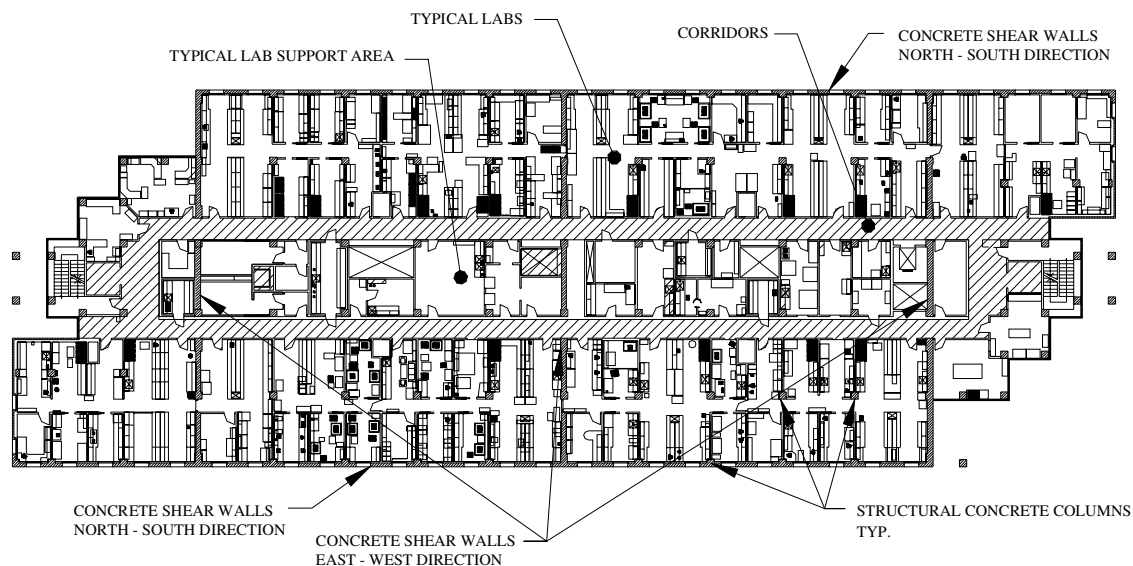 TYPICAL LABS
CORRIDORS
CONCRETE SHEAR WALLS
NORTH - SOUTH DIRECTION
TYPICAL LAB SUPPORT AREA
CONCRETE SHEAR WALLS
NORTH - SOUTH DIRECTION
CONCRETE SHEAR WALLS
EAST - WEST DIRECTION
STRUCTURAL CONCRETE COLUMNS
TYP.